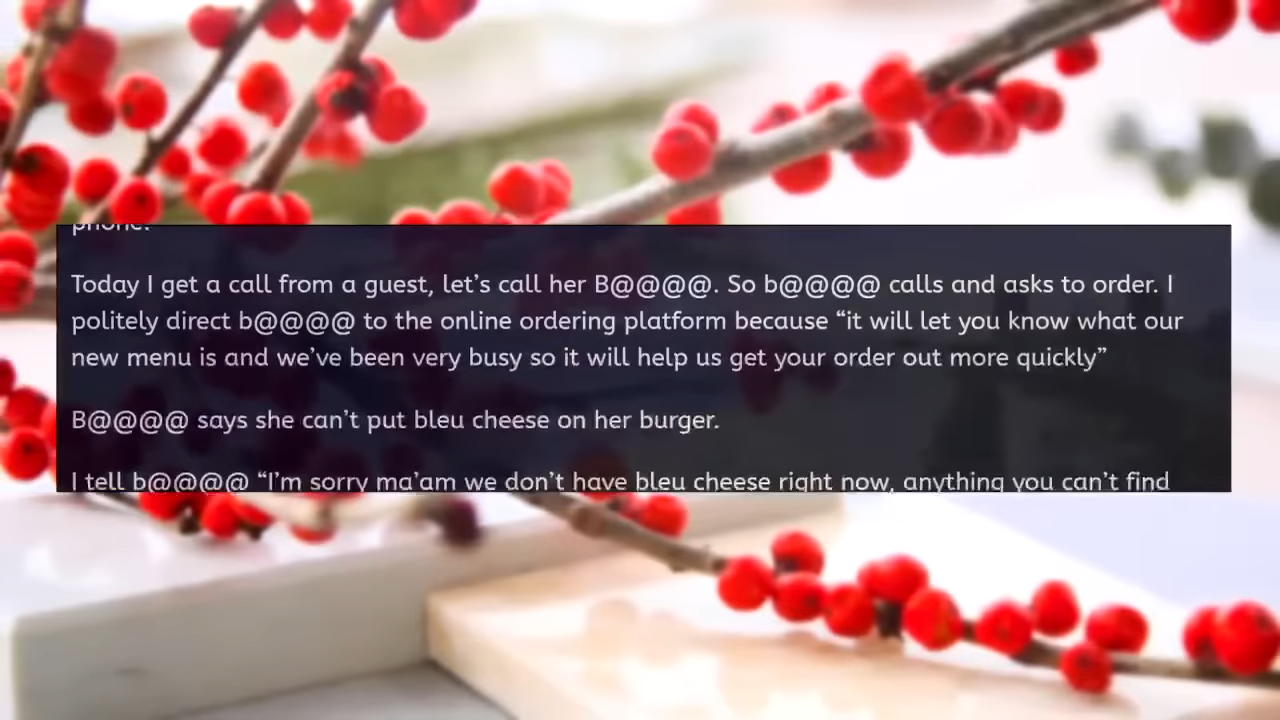 phone.
Today I get a call from a guest, let’s call her B@@@@. So b@@@@ calls and asks to order. I
politely direct b@@@@ to the online ordering platform because “it will let you know what our
new menu is and we’ve been very busy so it will help us get your order out more quickly”
B@@@@ says she can’t put bleu cheese on her burger.
I tell b@@@@ “I’m sorry ma’am we don’t have bleu cheese right now, anything you can’t find